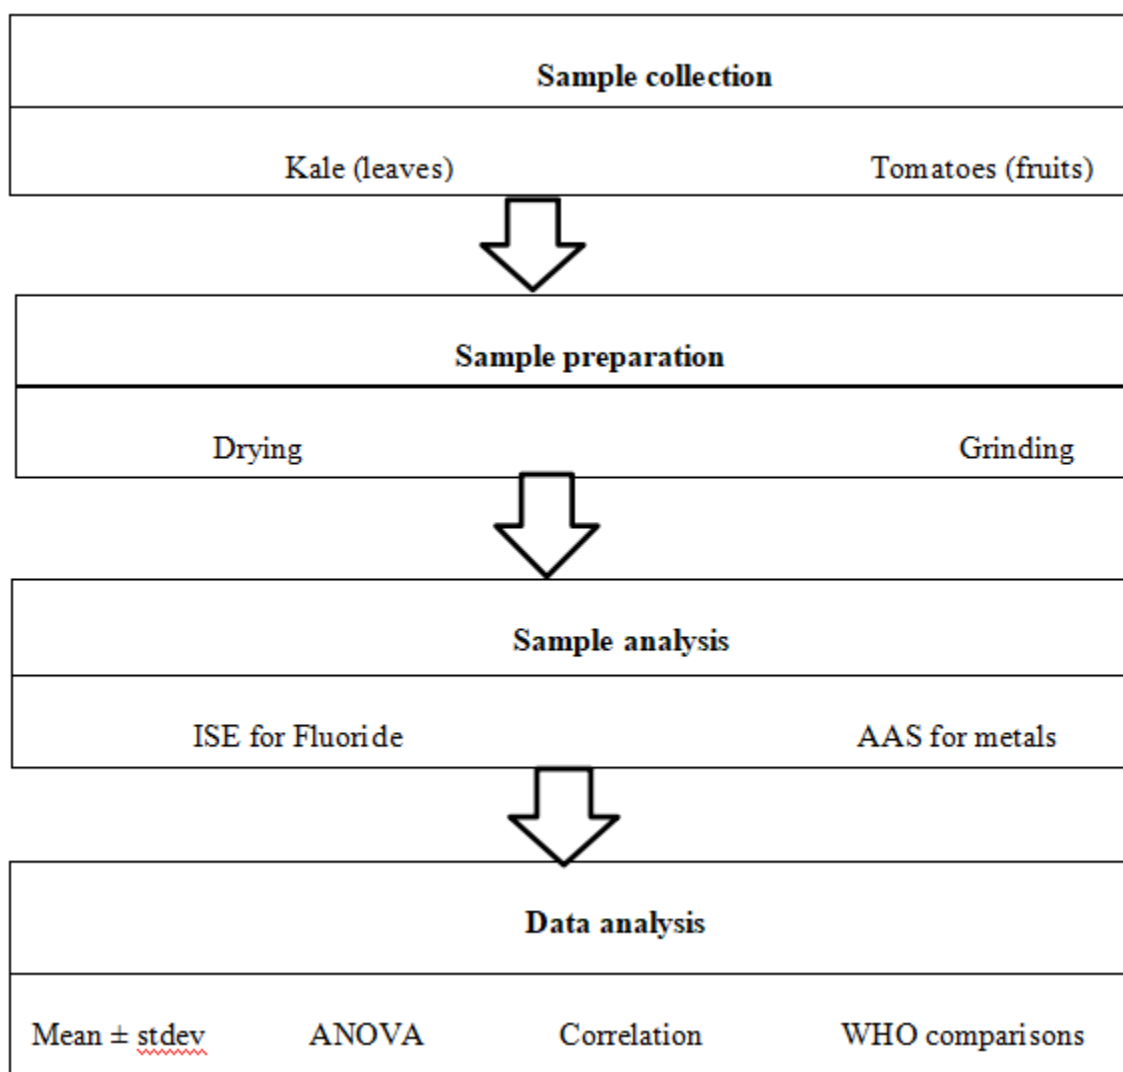 Sample collection
Kale (leaves) Tomatoes (fruits)
Sample preparation
Drying Grinding
Sample analysis
ISE for Fluoride AAS for metals
Data analysis
Mean ± stdev ANOVA Correlation WHO comparisons